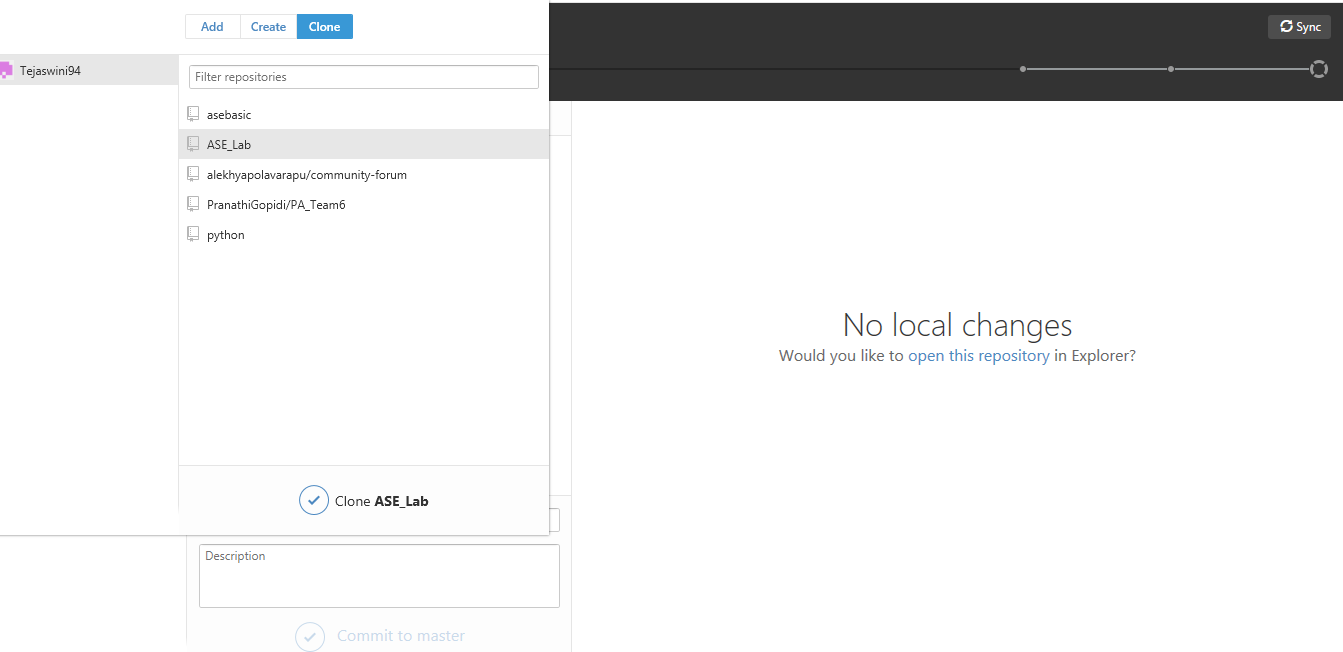 Add Create Clone
Sync
Tejaswini94
Filter repositories
asebasic
ASE_Lab
alekhyapolavarapu/community-forum
PranathiGopidi/PA_Team6
python
No local changes
Would you like to open this repository in Explorer?
Clone ASE_Lab
Description
Commit to master